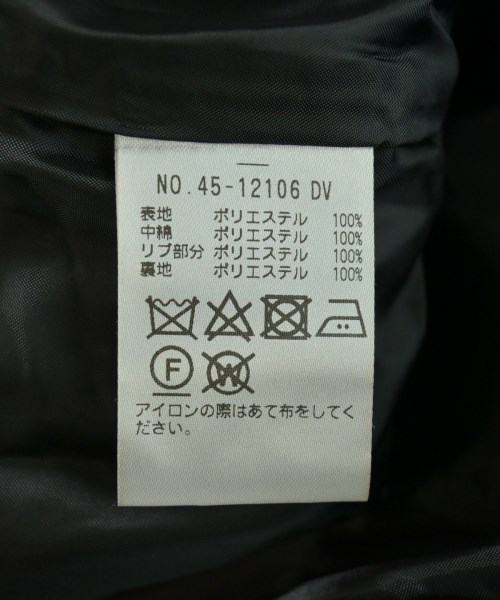 NO.45-12106 DV
表地 ポリエステル 100%
中綿 ポリエステル 100%
リブ部分 ポリエステル 100%
裏地 ポリエステル 100%
F W
アイロンの際はあて布をしてく
ださい。